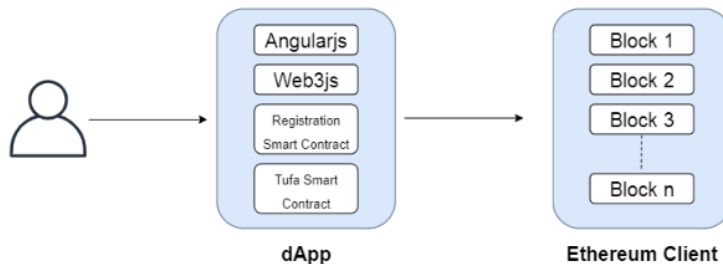 Angularjs
Web3js
Registration
Smart Contract
Tufa Smart
Contract
dApp
Block 1
Block 2
Block 3
Block n
Ethereum Client